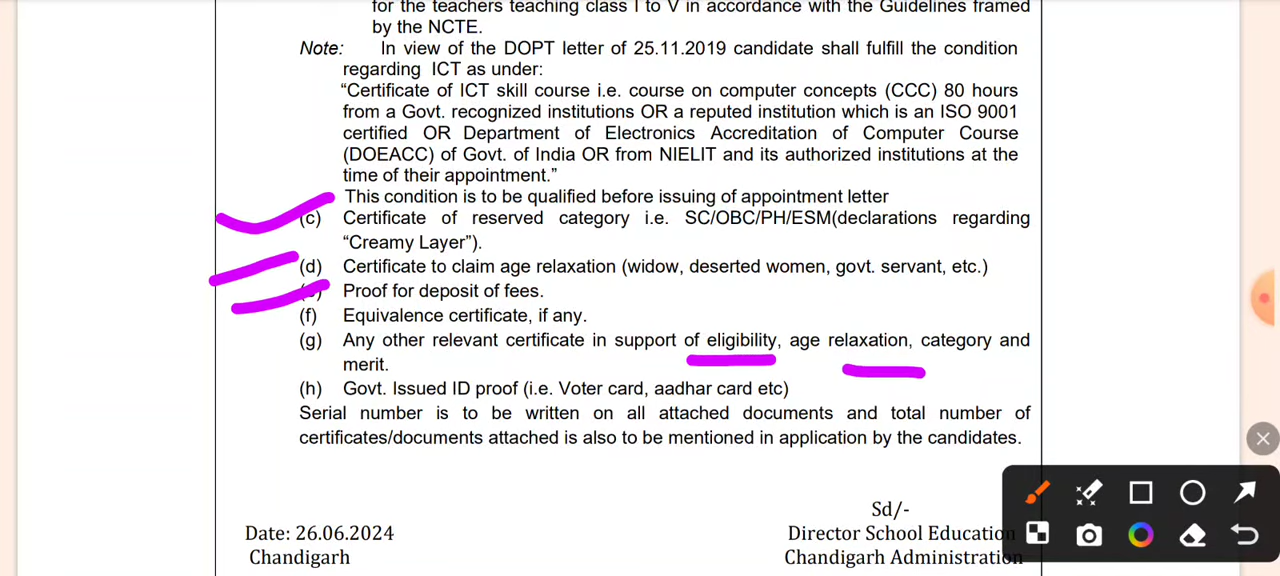 for the teachers teaching class I to V in accordance with the Guidelines framed
by the NCTE.
Note: In view of the DOPT letter of 25.11.2019 candidate shall fulfill the condition
regarding ICT as under:
“Certificate of ICT skill course i.e. course on computer concepts (CCC) 80 hours
from a Govt. recognized institutions OR a reputed institution which is an ISO 9001
certified OR Department of Electronics Accreditation of Computer Course
(DOEACC) of Govt. of India OR from NIELIT and its authorized institutions at the
time of their appointment.”
This condition is to be qualified before issuing of appointment letter
(c) Certificate of reserved category i.e. SC/OBC/PH/ESM(declarations regarding
“Creamy Layer”).
(d) Certificate to claim age relaxation (widow, deserted women, govt. servant, etc.)
Proof for deposit of fees.
(f) Equivalence certificate, if any.
(g) Any other relevant certificate in support of eligibility, age relaxation, category and
merit.
(h) Govt. Issued ID proof (i.e. Voter card, aadhar card etc)
Serial number is to be written on all attached documents and total number of
certificates/documents attached is also to be mentioned in application by the candidates.
Sd/-
Date: 26.06.2024 Director School Education
Chandigarh Chandigarh Administration